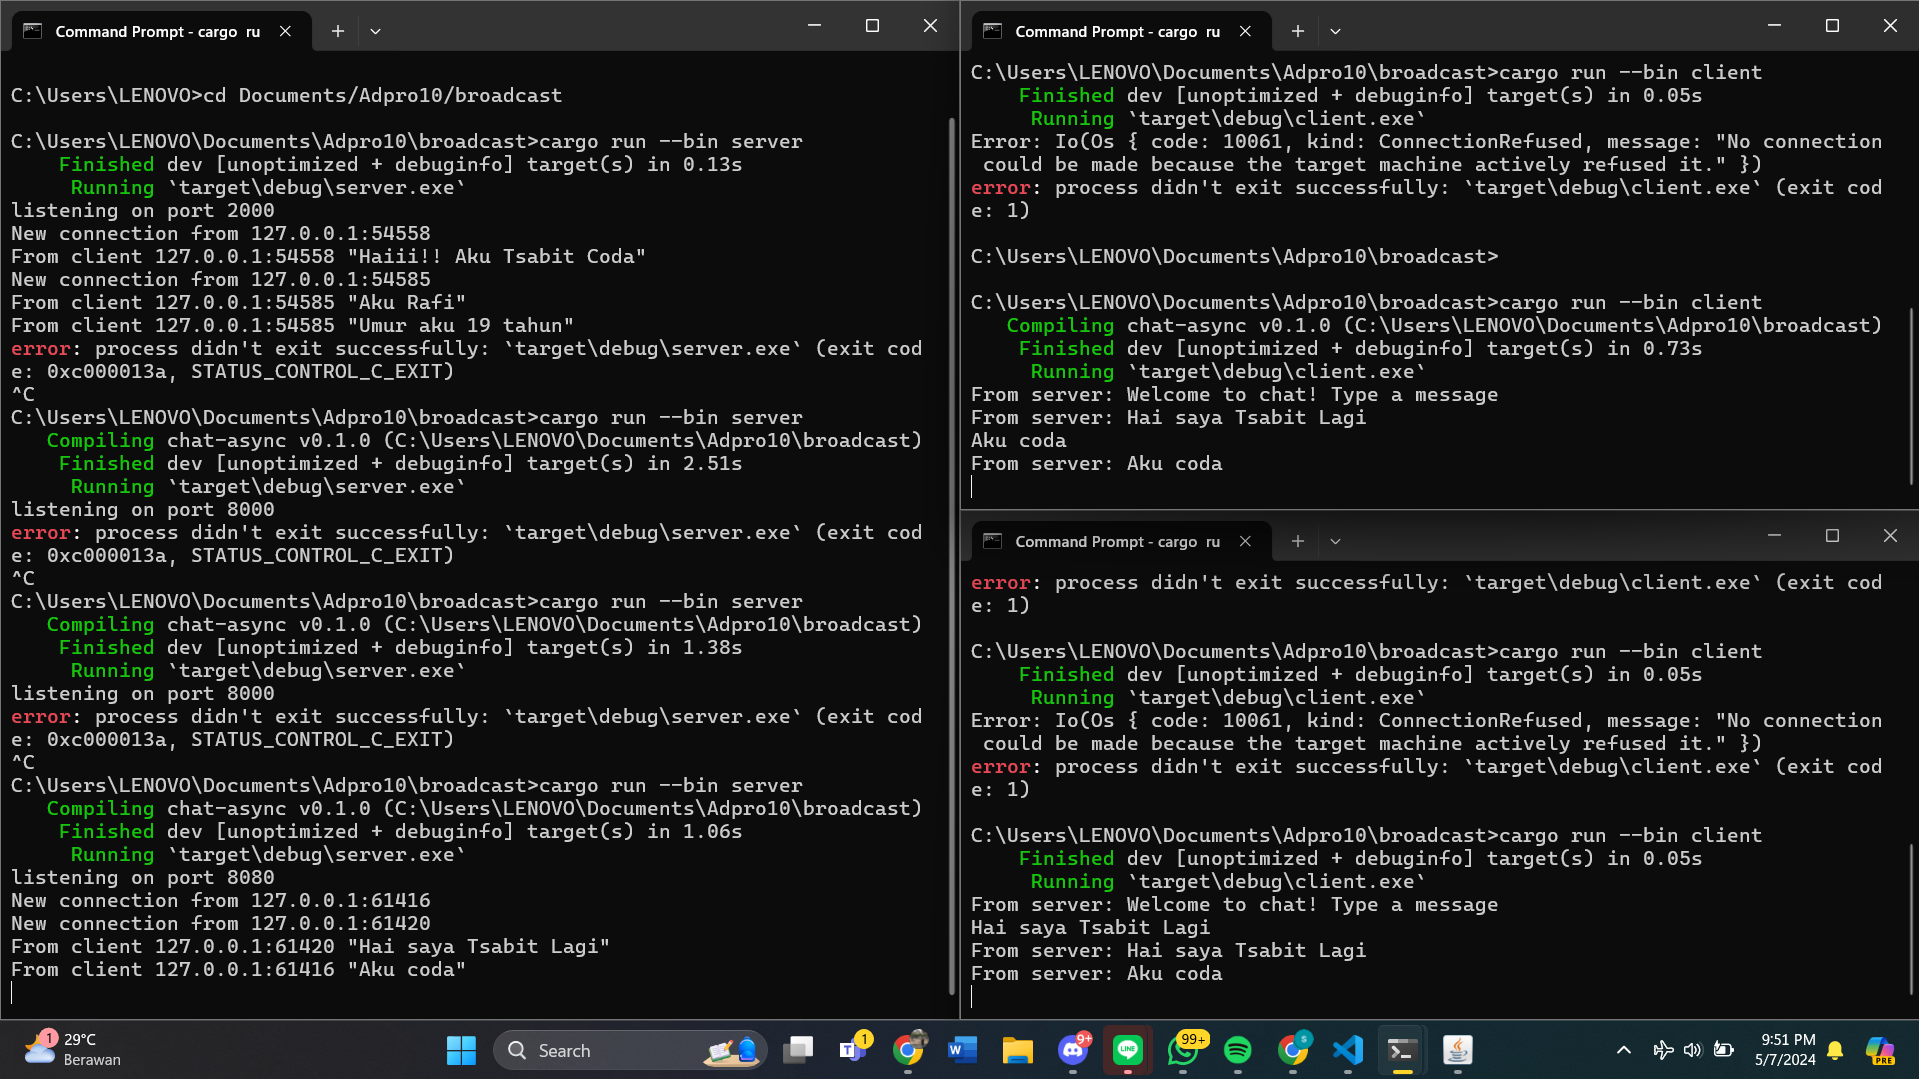 Command Prompt - cargo  ru
C:\Users\LENOVO>cd Documents/Adpro10/broadcast
C:\Users\LENOVO\Documents\Adpro10\broadcast>cargo run --bin server
Finished dev [unoptimized + debuginfo] target(s) in 0.13s
Running `target\debug\server.exe`
listening on port 2000
New connection from 127.0.0.1:54558
From client 127.0.0.1:54558 "Haiii!! Aku Tsabit Coda"
New connection from 127.0.0.1:54585
From client 127.0.0.1:54585 "Aku Rafi"
From client 127.0.0.1:54585 "Umur aku 19 tahun"
error: process didn't exit successfully: `target\debug\server.exe` (exit cod
e: 0xc000013a, STATUS_CONTROL_C_EXIT)
^C
C:\Users\LENOVO\Documents\Adpro10\broadcast>cargo run --bin server
Compiling chat-async v0.1.0 (C:\Users\LENOVO\Documents\Adpro10\broadcast)
Finished dev [unoptimized + debuginfo] target(s) in 2.51s
Running `target\debug\server.exe`
listening on port 8000
error: process didn't exit successfully: `target\debug\server.exe` (exit cod
e: 0xc000013a, STATUS_CONTROL_C_EXIT)
^C
C:\Users\LENOVO\Documents\Adpro10\broadcast>cargo run --bin server
Compiling chat-async v0.1.0 (C:\Users\LENOVO\Documents\Adpro10\broadcast)
Finished dev [unoptimized + debuginfo] target(s) in 1.38s
Running `target\debug\server.exe`
listening on port 8000
error: process didn't exit successfully: `target\debug\server.exe` (exit cod
e: 0xc000013a, STATUS_CONTROL_C_EXIT)
^C
C:\Users\LENOVO\Documents\Adpro10\broadcast>cargo run --bin server
Compiling chat-async v0.1.0 (C:\Users\LENOVO\Documents\Adpro10\broadcast)
Finished dev [unoptimized + debuginfo] target(s) in 1.06s
Running `target\debug\server.exe`
listening on port 8080
New connection from 127.0.0.1:61416
New connection from 127.0.0.1:61420
From client 127.0.0.1:61420 "Hai saya Tsabit Lagi"
From client 127.0.0.1:61416 "Aku coda"
Command Prompt - cargo  ru
C:\Users\LENOVO\Documents\Adpro10\broadcast>cargo run --bin client
Finished dev [unoptimized + debuginfo] target(s) in 0.05s
Running `target\debug\client.exe`
Error: Io(Os { code: 10061, kind: ConnectionRefused, message: "No connection
could be made because the target machine actively refused it." })
error: process didn't exit successfully: `target\debug\client.exe` (exit cod
e: 1)
C:\Users\LENOVO\Documents\Adpro10\broadcast>
C:\Users\LENOVO\Documents\Adpro10\broadcast>cargo run --bin client
Compiling chat-async v0.1.0 (C:\Users\LENOVO\Documents\Adpro10\broadcast)
Finished dev [unoptimized + debuginfo] target(s) in 0.73s
Running `target\debug\client.exe`
From server: Welcome to chat! Type a message
From server: Hai saya Tsabit Lagi
Aku coda
From server: Aku coda
Command Prompt - cargo  ru
error: process didn't exit successfully: `target\debug\client.exe` (exit cod
e: 1)
C:\Users\LENOVO\Documents\Adpro10\broadcast>cargo run --bin client
Finished dev [unoptimized + debuginfo] target(s) in 0.05s
Running `target\debug\client.exe`
Error: Io(Os { code: 10061, kind: ConnectionRefused, message: "No connection
could be made because the target machine actively refused it." })
error: process didn't exit successfully: `target\debug\client.exe` (exit cod
e: 1)
C:\Users\LENOVO\Documents\Adpro10\broadcast>cargo run --bin client
Finished dev [unoptimized + debuginfo] target(s) in 0.05s
Running `target\debug\client.exe`
From server: Welcome to chat! Type a message
Hai saya Tsabit Lagi
From server: Hai saya Tsabit Lagi
From server: Aku coda
1
29°C
Berawan
Search
1
9+
LINE
99+
S
9:51 PM
5/7/2024
PRE